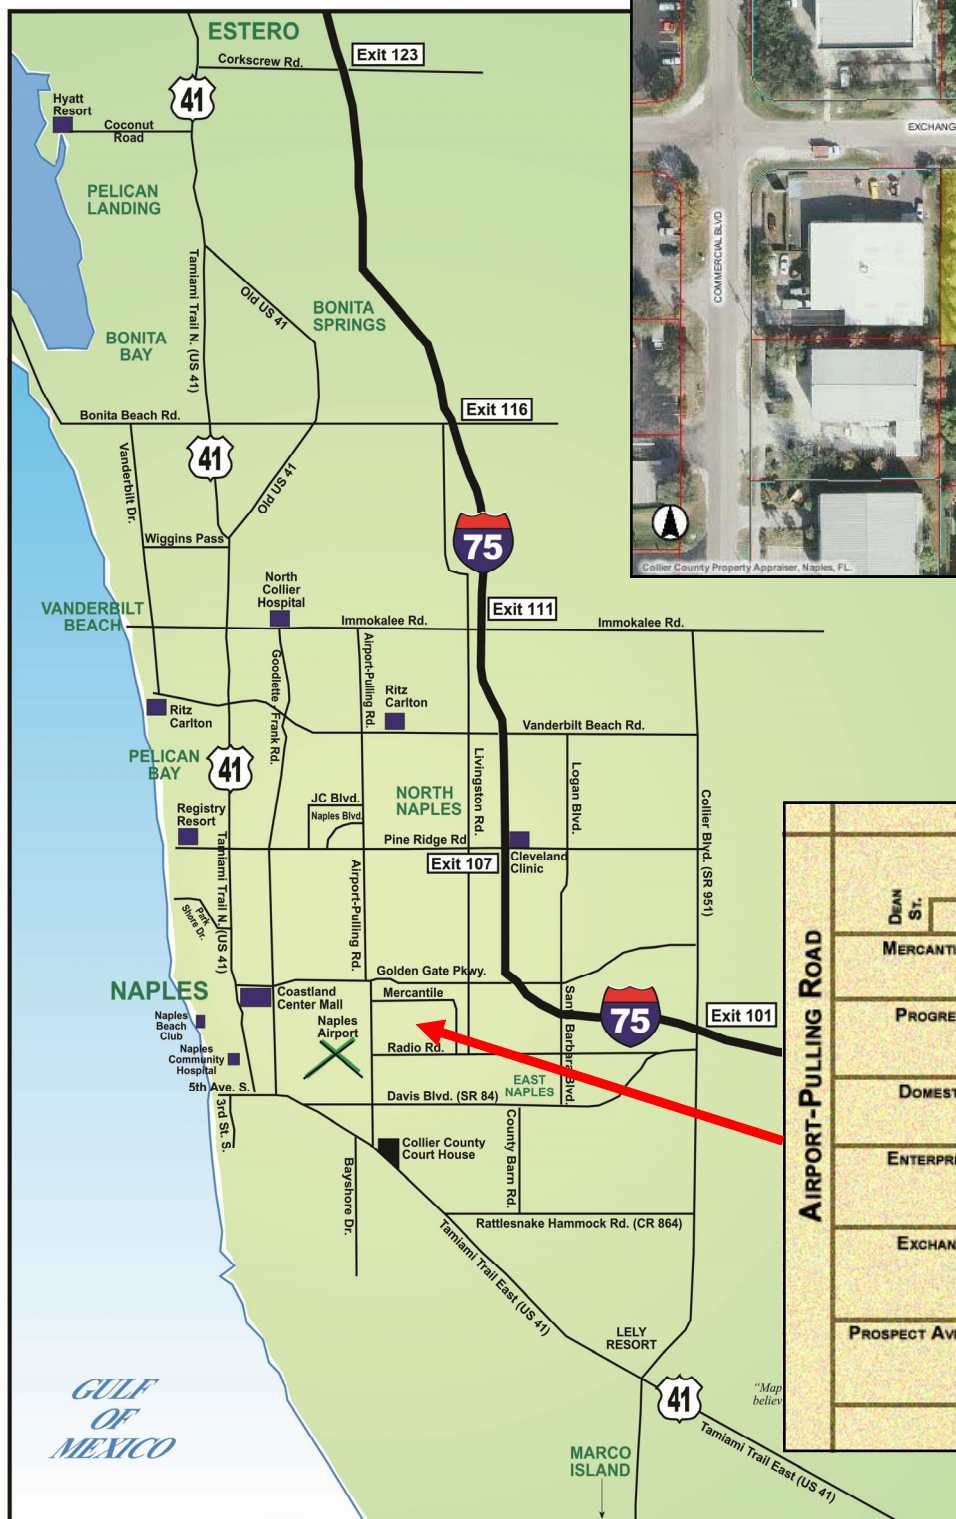 ESTERO
Corkscrew Rd.
Exit 123
41
Hyatt
Resort
Coconut
Road
PELICAN
LANDING
Tamiami Trail N. (US 41)
Old US 41
BONITA
SPRINGS
BONITA
BAY
Bonita Beach Rd.
Exit 116
41
Vanderbilt Dr.
Old US 41
Wiggins Pass
75
North
Collier
Hospital
VANDERBILT
BEACH
Exit 111
Immokalee Rd.
Immokalee Rd.
Goodlette - Frank Rd.
Airport-Pulling Rd.
Ritz
Carlton
Ritz
Carlton
Vanderbilt Beach Rd.
PELICAN
BAY
41
Livingston Rd.
Logan Blvd.
Collier Blvd. (SR 951)
NORTH
NAPLES
JC Blvd.
Naples Blvd.
Registry
Resort
Pine Ridge Rd
Exit 107
Cleveland
Clinic
Tamiami Trail N. (US 41)
Airport-Pulling Rd.
Park
Shore Dr.
Golden Gate Pkwy.
NAPLES
Coastland
Center Mall
Mercantile
Santa Barbara Blvd.
75
Exit 101
Naples
Beach
Club
Naples
Airport
Radio Rd.
Naples
Community
Hospital
EAST
NAPLES
5th Ave. S.
3rd St. S.
Davis Blvd. (SR 84)
County Barn Rd.
Collier County
Court House
Bayshore Dr.
Rattlesnake Hammock Rd. (CR 864)
Tamiami Trail East (US 41)
LELY
RESORT
41
"Map
believ
Tamiami Trail East (US 41)
GULF
OF
MEXICO
MARCO
ISLAND
EXCHANG
COMMERCIAL BLVD
Collier County Property Appraiser, Naples, FL.
AIRPORT-PULLING ROAD
DEAN
ST.
MERCANTI
PROGRE
DOMEST
ENTERPRI
EXCHAN
PROSPECT AV